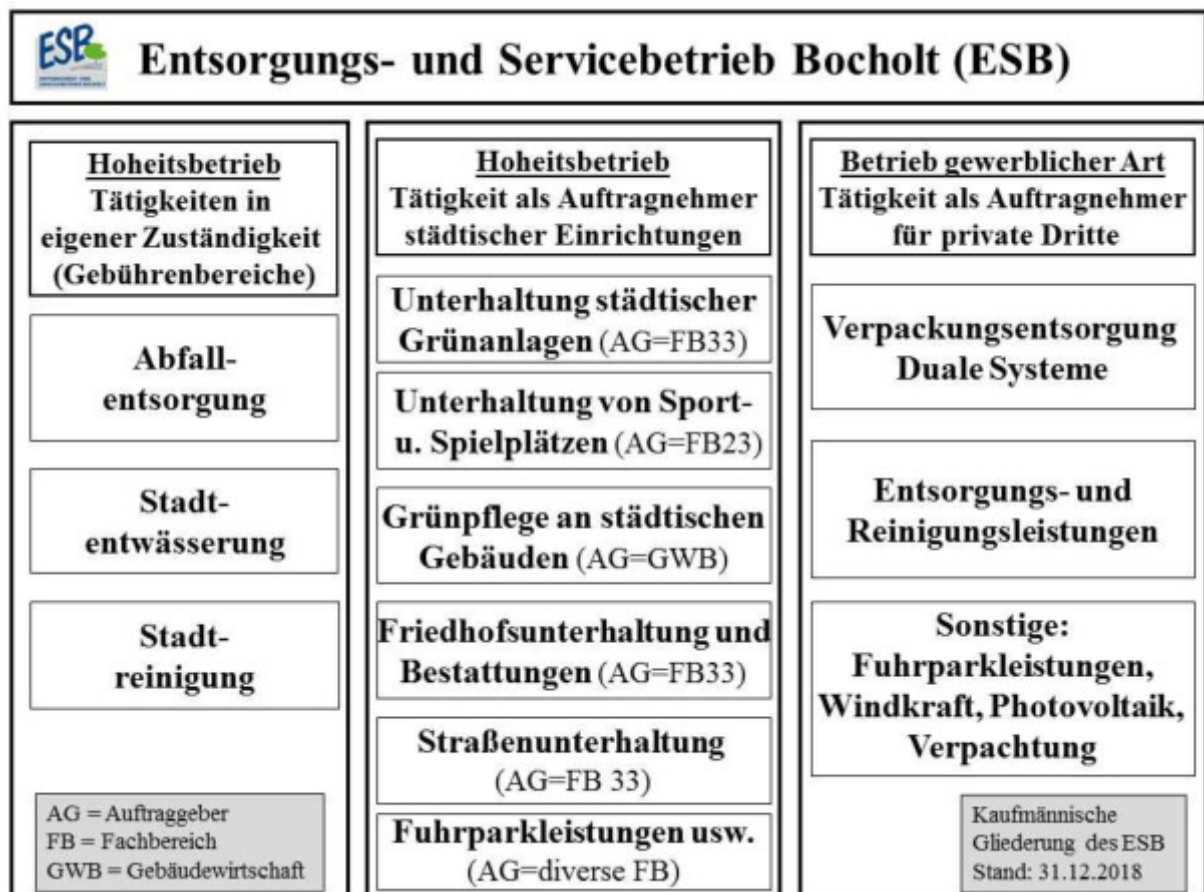 ESB
Entsorgungs- und Servicebetrieb Bocholt (ESB)
Hoheitsbetrieb
Tätigkeiten in
eigener Zuständigkeit
(Gebührenbereiche)
Abfall-
entsorgung
Stadt-
entwässerung
Stadt-
reinigung
AG = Auftraggeber
FB = Fachbereich
GWB = Gebäudewirtschaft
Hoheitsbetrieb
Tätigkeit als Auftragnehmer
städtischer Einrichtungen
Unterhaltung städtischer
Grünanlagen (AG=FB33)
Unterhaltung von Sport-
u. Spielplätzen (AG=FB23)
Grünpflege an städtischen
Gebäuden (AG=GWB)
Friedhofsunterhaltung und
Bestattungen (AG=FB33)
Straßenunterhaltung
(AG=FB 33)
Fuhrparkleistungen usw.
(AG=diverse FB)
Betrieb gewerblicher Art
Tätigkeit als Auftragnehmer
für private Dritte
Verpackungsentsorgung
Duale Systeme
Entsorgungs- und
Reinigungsleistungen
Sonstige:
Fuhrparkleistungen,
Windkraft, Photovoltaik,
Verpachtung
Kaufmännische
Gliederung des ESB
Stand: 31.12.2018